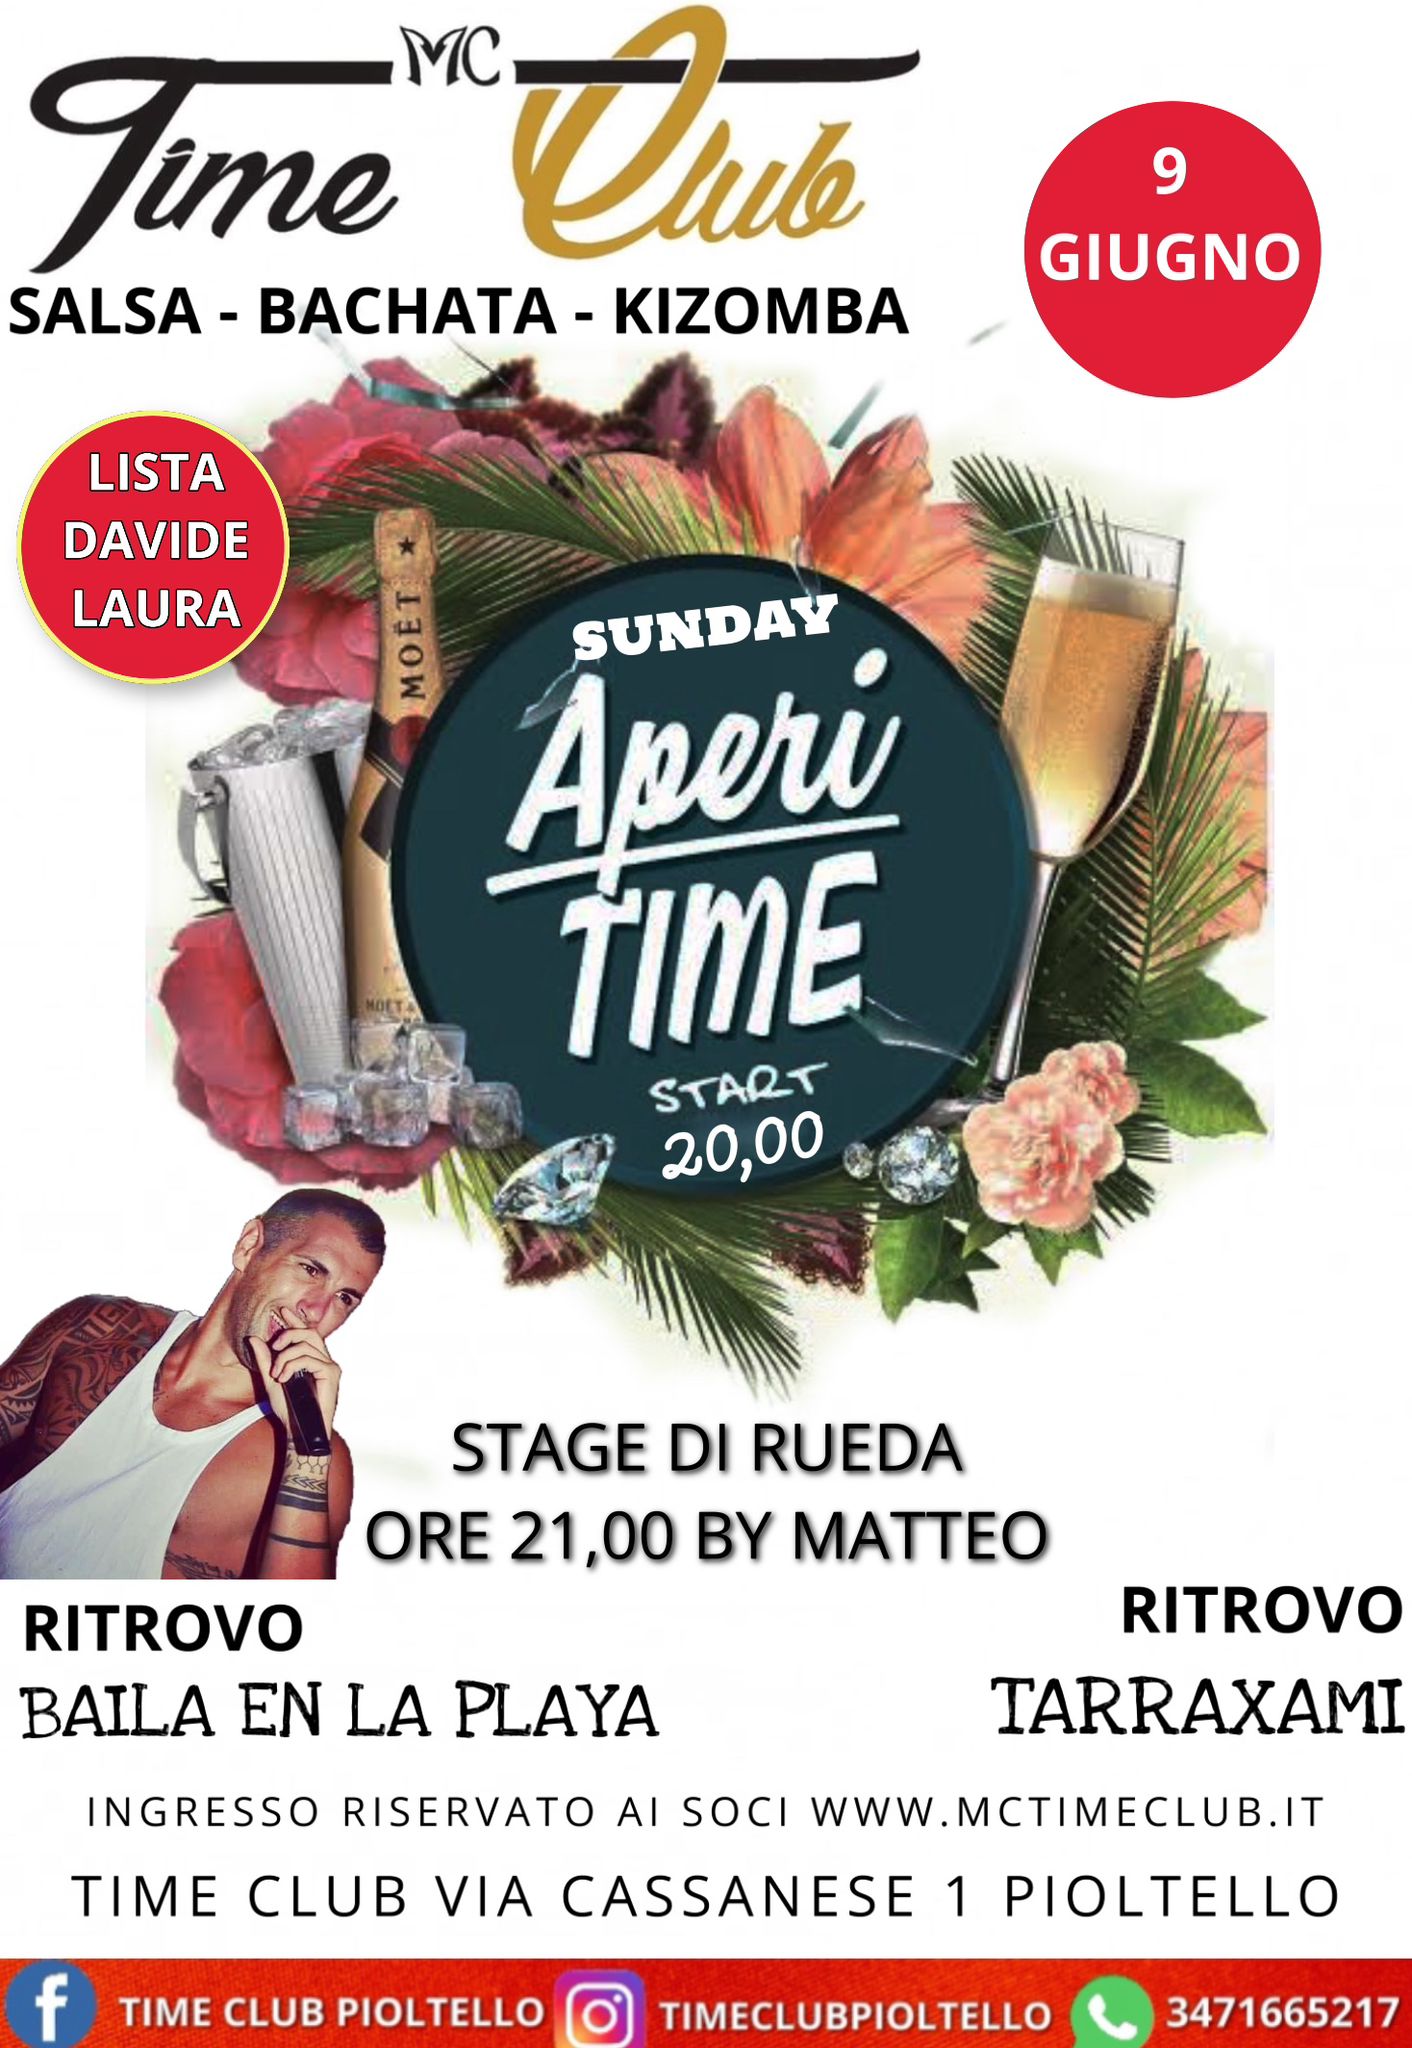 MC
Time Club
SALSA - BACHATA - KIZOMBA
9
GIUGNO
LISTA
DAVIDE
LAURA
MOËT
SUNDAY
Aperi
TIME
START
20,00
MOËT &
STAGE DI RUEDA
ORE 21,00 BY MATTEO
RITROVO
BAILA EN LA PLAYA
RITROVO
TARRAXAMI
INGRESSO RISERVATO AI SOCI WWW.MCTIMECLUB.IT
TIME CLUB VIA CASSANESE 1 PIOLTELLO
TIME CLUB PIOLTELLO
TIMECLUBPIOLTELLO
3471665217